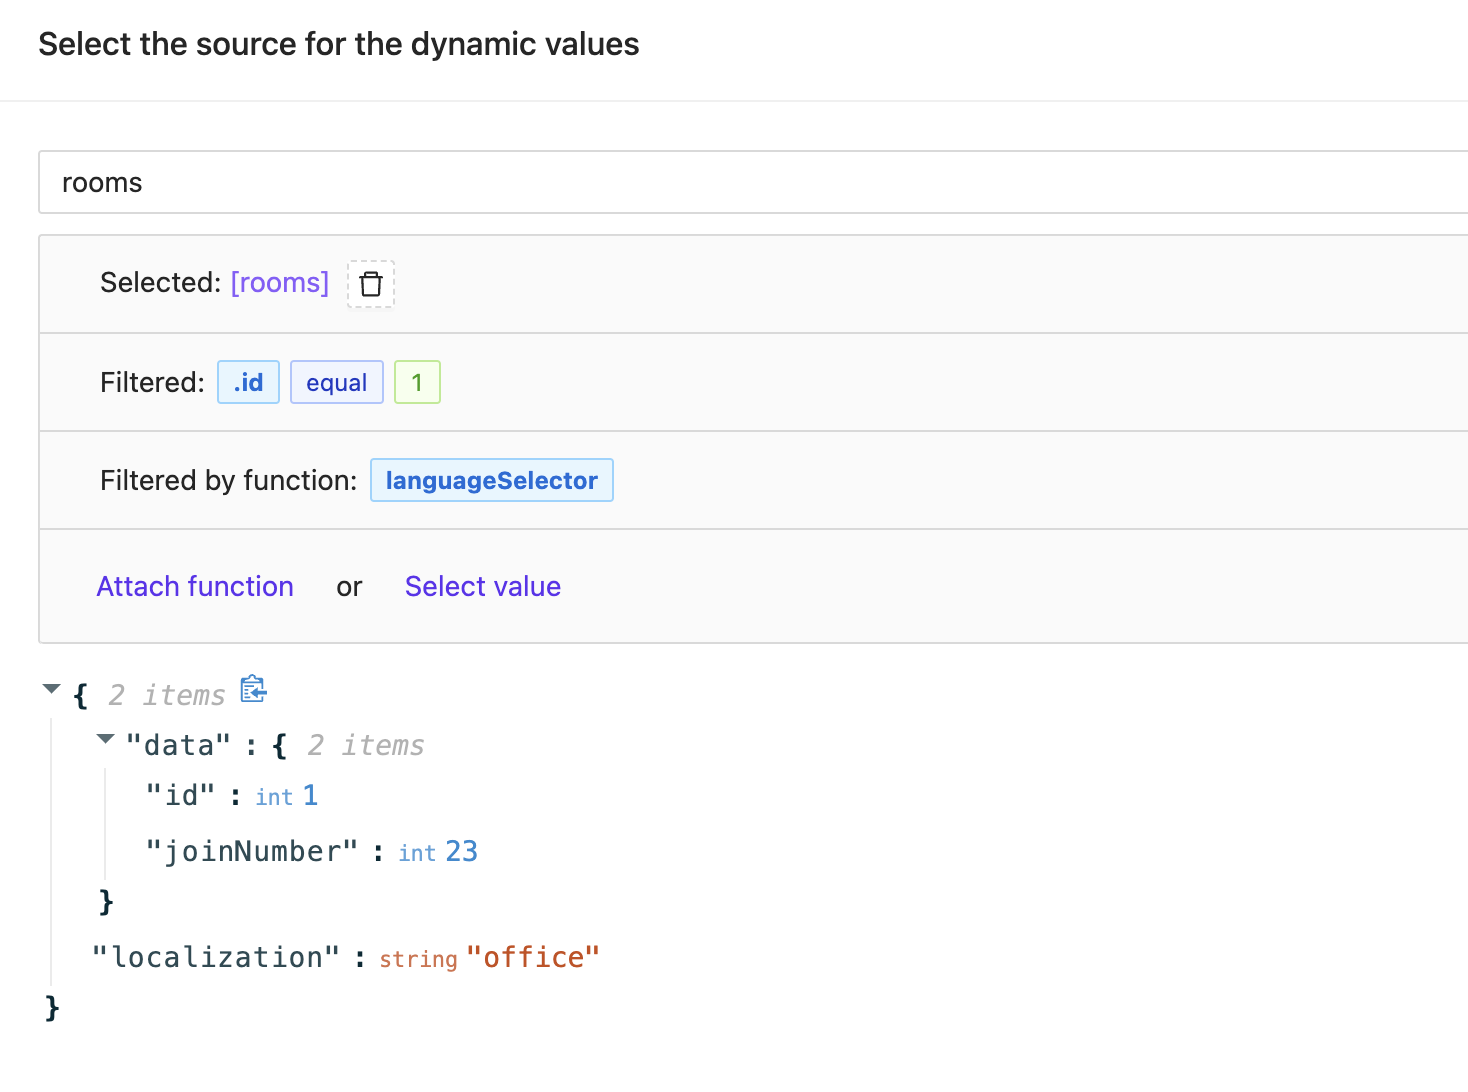 Select the source for the dynamic values
rooms
Selected: [rooms]
Filtered: .id equal 1
Filtered by function: languageSelector
Attach function or Select value
{ 2 items
"data" : { 2 items
"id" : int 1
"joinNumber" : int 23
}
"localization" : string "office"
}